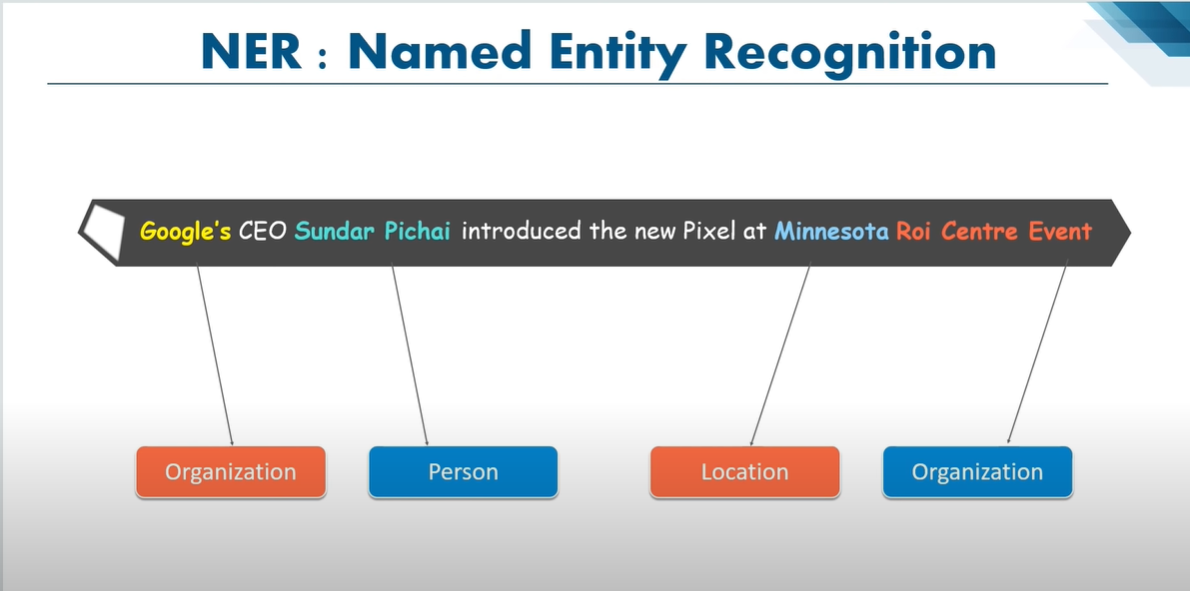 NER : Named Entity Recognition
Google's CEO Sundar Pichai introduced the new Pixel at Minnesota Roi Centre Event
Organization Person Location Organization